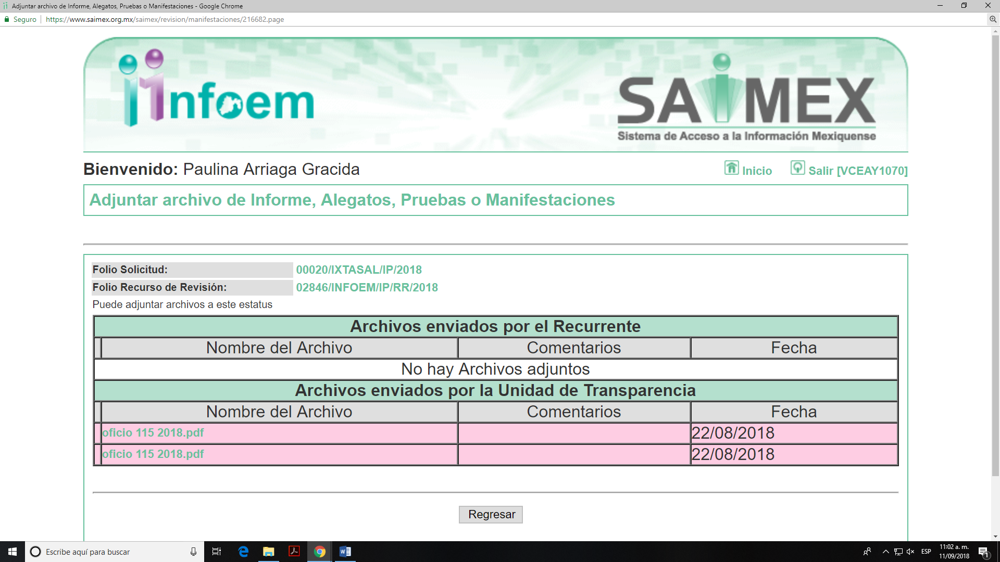 Adjuntar archivo de Informe, Alegatos, Pruebas o Manifestaciones - Google Chrome
Seguro | https://www.saimex.org.mx/saimex/revision/manifestaciones/216682.page
infoem
SAIMEX
Sistema de Acceso a la Información Mexiquense
Bienvenido: Paulina Arriaga Gracida
Inicio
Salir [VCEAY1070]
Adjuntar archivo de Informe, Alegatos, Pruebas o Manifestaciones
Folio Solicitud: 00020/IXTASAL/IP/2018
Folio Recurso de Revisión: 02846/INFOEM/IP/RR/2018
Puede adjuntar archivos a este estatus
Archivos enviados por el Recurrente
Nombre del Archivo Comentarios Fecha
No hay Archivos adjuntos
Archivos enviados por la Unidad de Transparencia
Nombre del Archivo Comentarios Fecha
oficio 115 2018.pdf 22/08/2018
oficio 115 2018.pdf 22/08/2018
Regresar
Escribe aquí para buscar
ESP
11:02 a. m.
11/09/2018
1